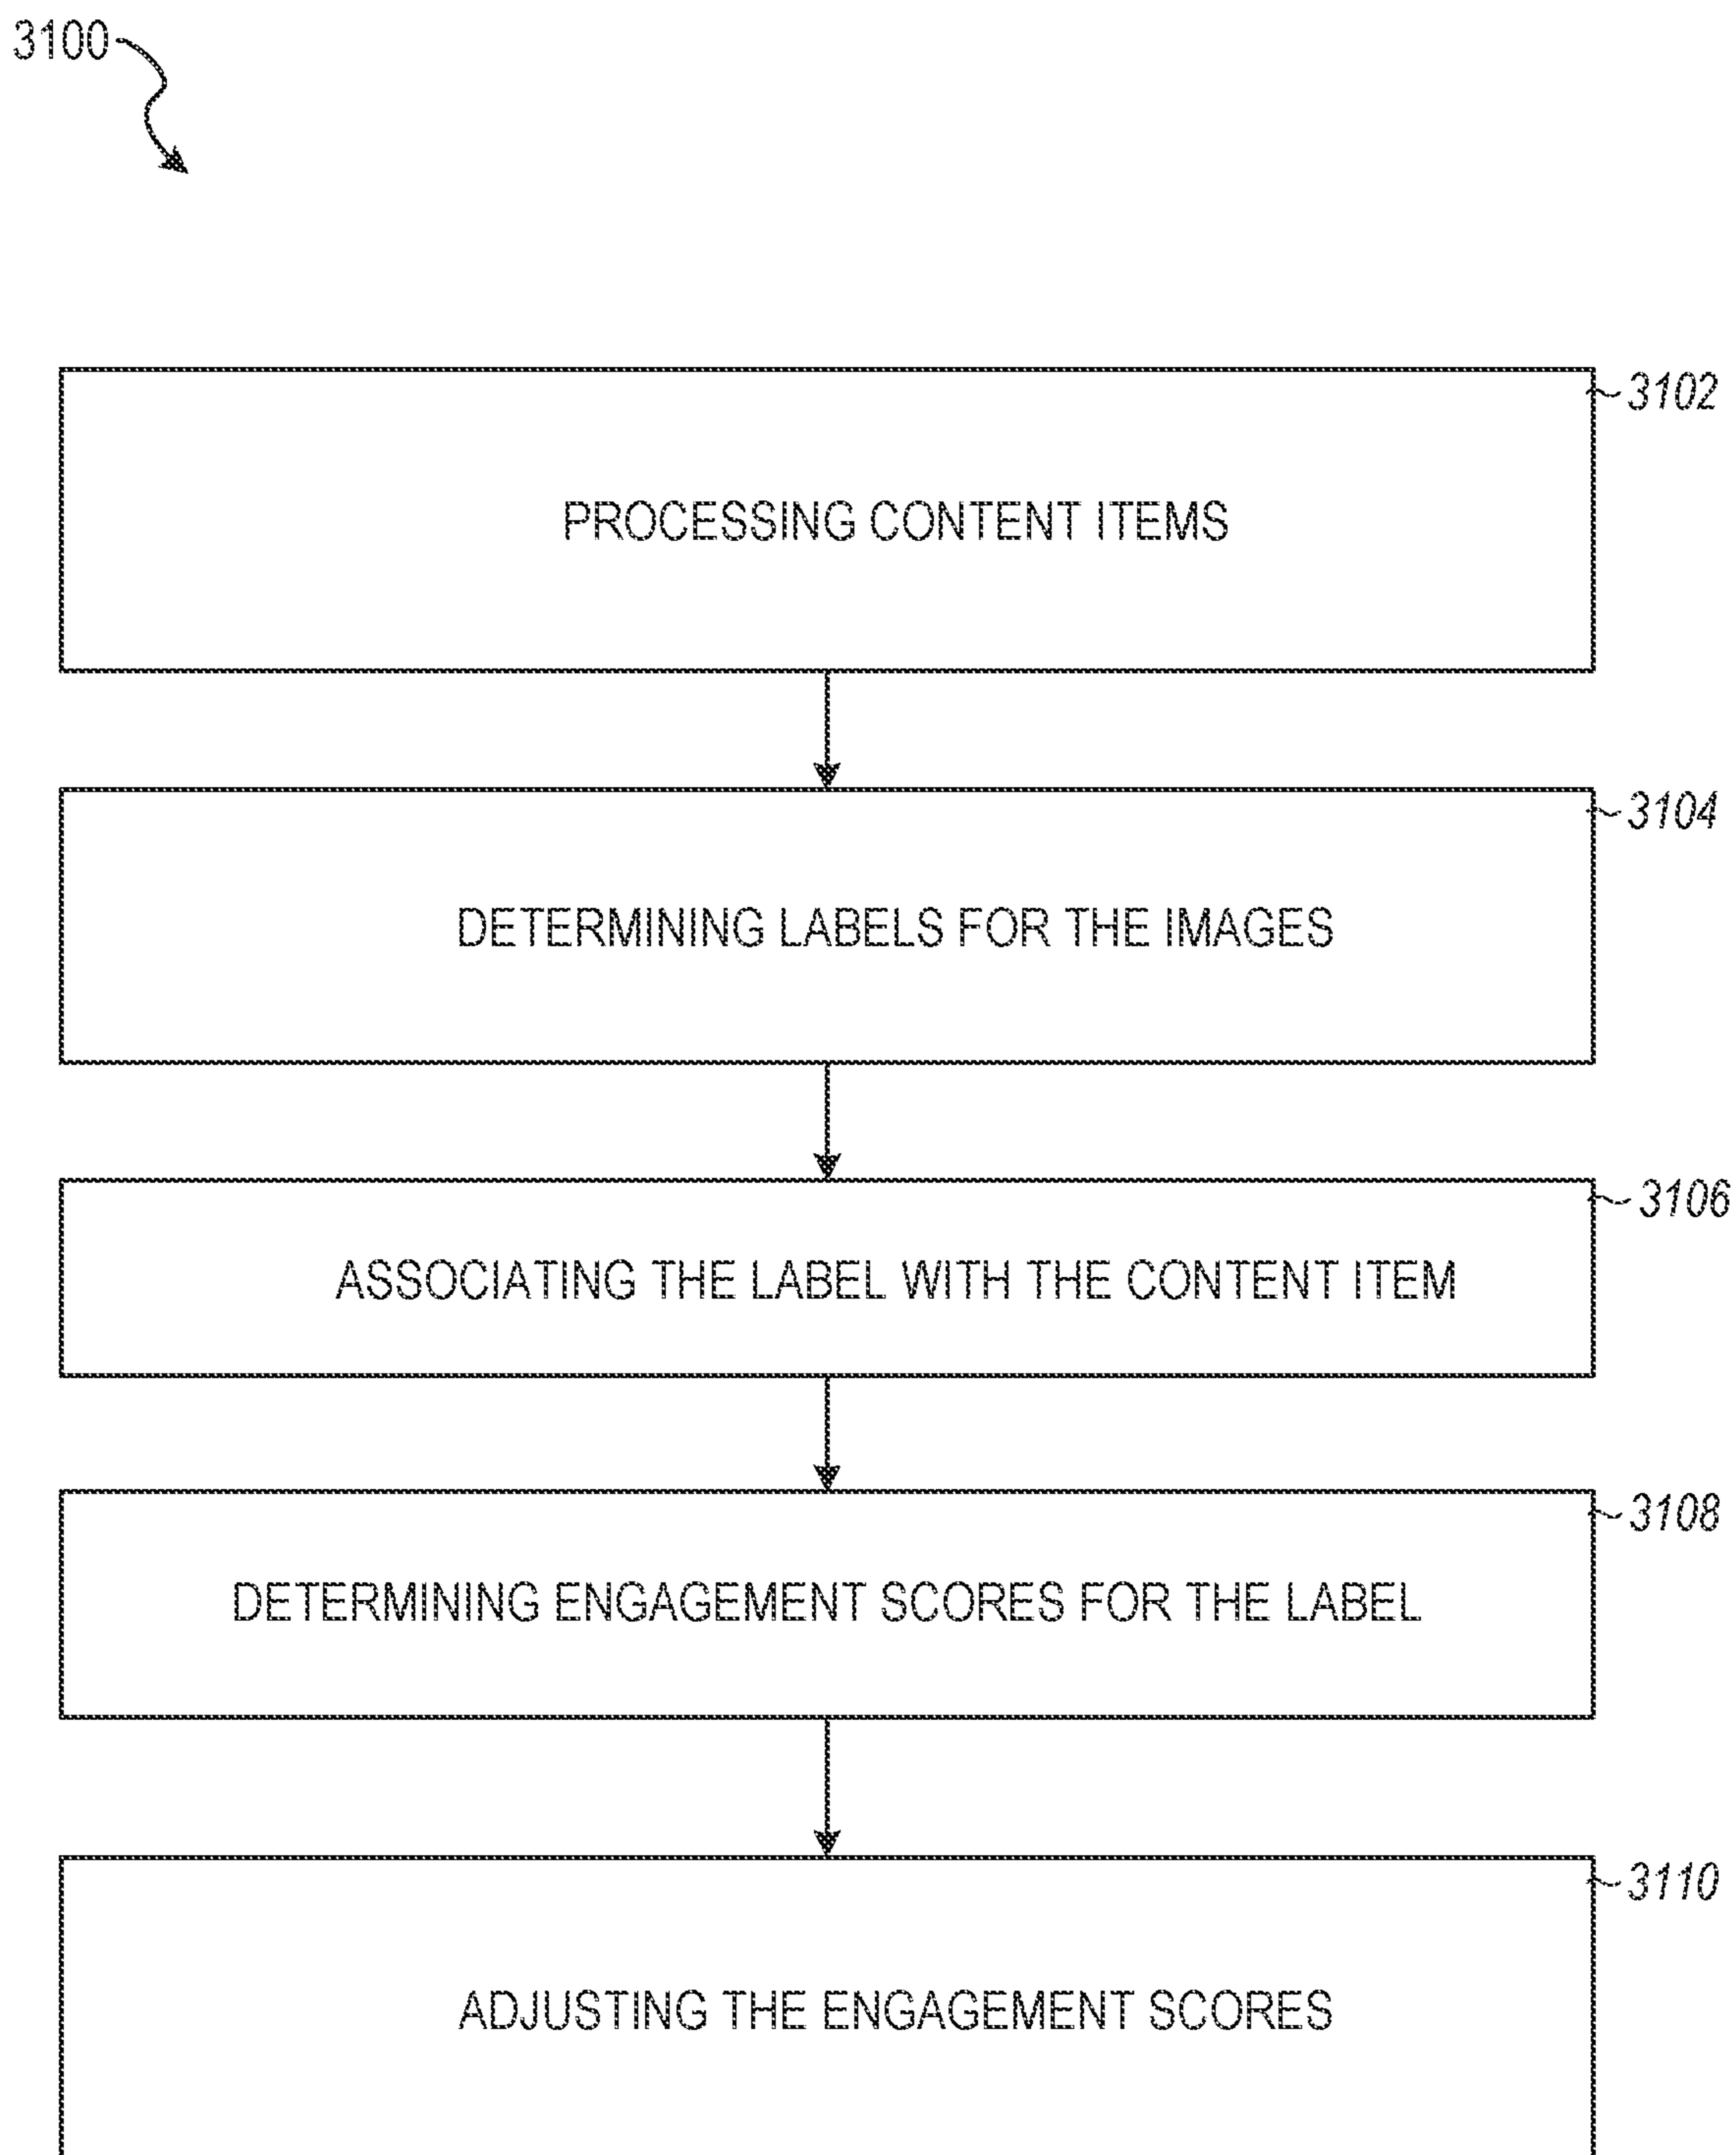 3100
3102
PROCESSING CONTENT ITEMS
3104
DETERMINING LABELS FOR THE IMAGES
3106
ASSOCIATING THE LABEL WITH THE CONTENT ITEM
3108
DETERMINING ENGAGEMENT SCORES FOR THE LABEL
3110
ADJUSTING THE ENGAGEMENT SCORES